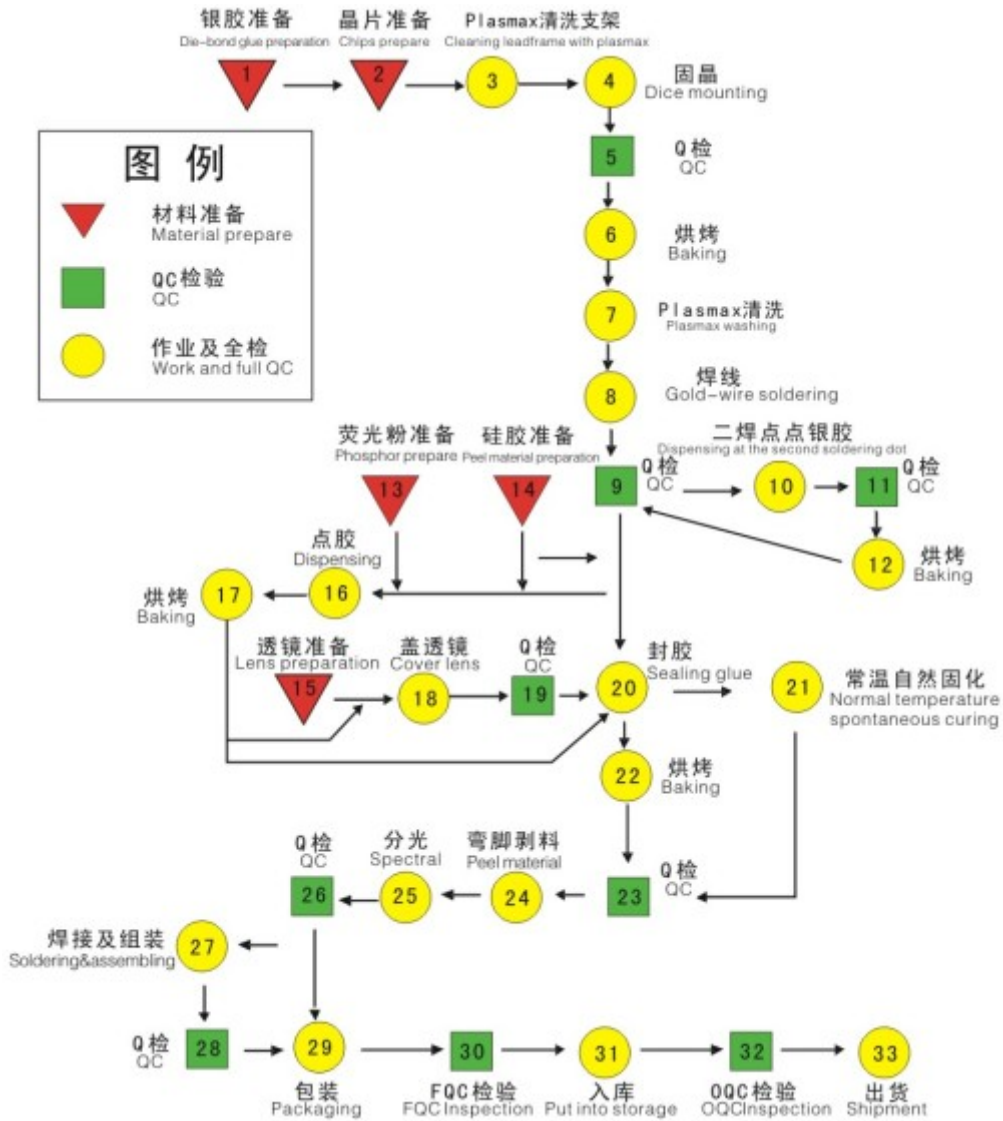 银胶准备
Die-bond glue preparation
1
晶片准备
Chips prepare
2
Plasmax清洗支架
Cleaning leadframe with plasmax
3
4
固晶
Dice mounting
图 例
材料准备
Material prepare
QC检验
QC
作业及全检
Work and full QC
5
Q检
QC
6
烘烤
Baking
7
Plasmax清洗
Plasmax washing
8
焊线
Gold-wire soldering
荧光粉准备
Phosphor prepare
13
硅胶准备
Peel material preparation
14
9
Q检
QC
二焊点点银胶
Dispensing at the second soldering dot
10
11
Q检
QC
12
烘烤
Baking
点胶
Dispensing
16
17
烘烤
Baking
透镜准备
Lens preparation
15
盖透镜
Cover lens
18
Q检
QC
19
20
封胶
Sealing glue
21
常温自然固化
Normal temperature
spontaneous curing
22
烘烤
Baking
23
Q检
QC
弯脚剥料
Peel material
24
分光
Spectral
25
Q检
QC
26
焊接及组装
Soldering&assembling
27
Q检
QC
28
29
包装
Packaging
30
FQC检验
FQC Inspection
31
入库
Put into storage
32
OQC检验
OQCInspection
33
出货
Shipment